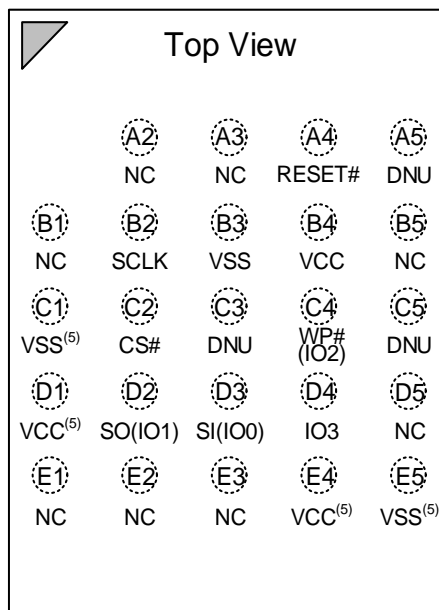 Top View
A2 A3 A4 A5
NC NC RESET# DNU
B1 B2 B3 B4 B5
NC SCLK VSS VCC NC
C1 C2 C3 C4 C5
VSS(5) CS# DNU WP# (IO2) DNU
D1 D2 D3 D4 D5
VCC(5) SO(IO1) SI(IO0) IO3 NC
E1 E2 E3 E4 E5
NC NC NC VCC(5) VSS(5)